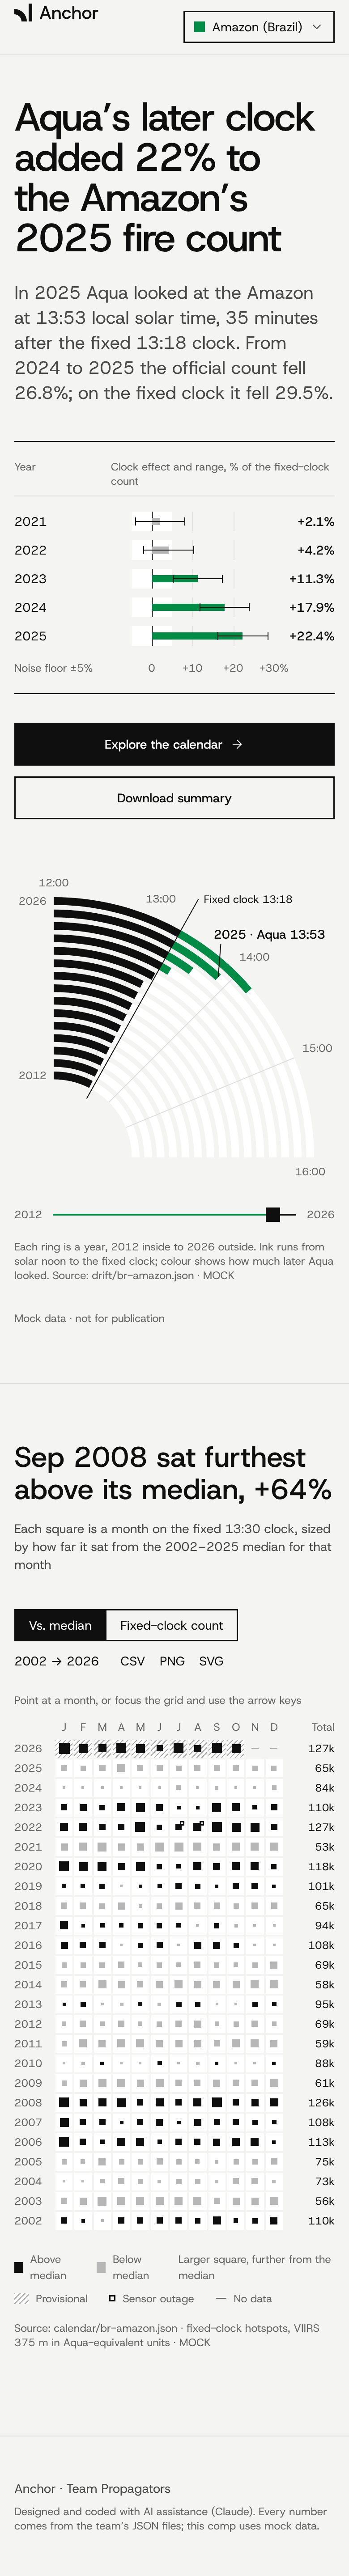 Anchor
Amazon (Brazil)
Aqua’s later clock
added 22% to
the Amazon’s
2025 fire count
In 2025 Aqua looked at the Amazon
at 13:53 local solar time, 35 minutes
after the fixed 13:18 clock. From
2024 to 2025 the official count fell
26.8%; on the fixed clock it fell 29.5%.
Year
Clock effect and range, % of the fixed-clock
count
2021 +2.1%
2022 +4.2%
2023 +11.3%
2024 +17.9%
2025 +22.4%
Noise floor ±5% 0 +10 +20 +30%
Explore the calendar →
Download summary
12:00
2026
13:00
Fixed clock 13:18
2025 · Aqua 13:53
14:00
15:00
2012
16:00
2012 2026
Each ring is a year, 2012 inside to 2026 outside. Ink runs from
solar noon to the fixed clock; colour shows how much later Aqua
looked. Source: drift/br-amazon.json · MOCK
Mock data · not for publication
Sep 2008 sat furthest
above its median, +64%
Each square is a month on the fixed 13:30 clock, sized
by how far it sat from the 2002–2025 median for that
month
Vs. median Fixed-clock count
2002 → 2026 CSV PNG SVG
Point at a month, or focus the grid and use the arrow keys
J F M A M J J A S O N D Total
2026 127k
2025 65k
2024 84k
2023 110k
2022 127k
2021 53k
2020 118k
2019 101k
2018 65k
2017 94k
2016 108k
2015 69k
2014 58k
2013 95k
2012 69k
2011 59k
2010 88k
2009 61k
2008 126k
2007 108k
2006 113k
2005 75k
2004 73k
2003 56k
2002 110k
Above
median
Below
median
Larger square, further from the
median
Provisional Sensor outage No data
Source: calendar/br-amazon.json · fixed-clock hotspots, VIIRS
375 m in Aqua-equivalent units · MOCK
Anchor · Team Propagators
Designed and coded with AI assistance (Claude). Every number
comes from the team’s JSON files; this comp uses mock data.